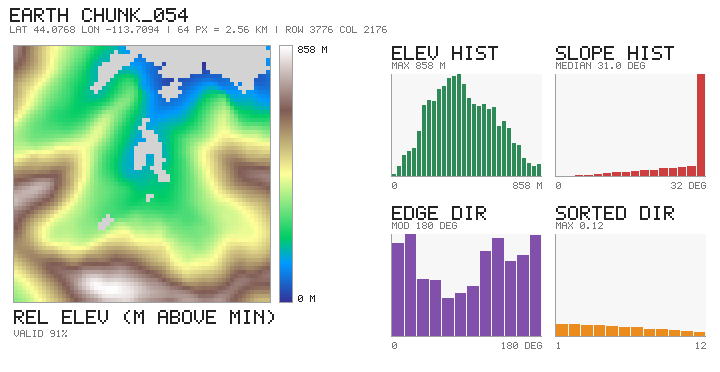 EARTH CHUNK_054
LAT 44.0768 LON -113.7094 | 64 PX = 2.56 KM | ROW 3776 COL 2176
858 M
0 M
REL ELEV (M ABOVE MIN)
VALID 91%
ELEV HIST
MAX 858 M
0 858 M
SLOPE HIST
MEDIAN 31.0 DEG
0 32 DEG
EDGE DIR
MOD 180 DEG
0 180 DEG
SORTED DIR
MAX 0.12
1 12